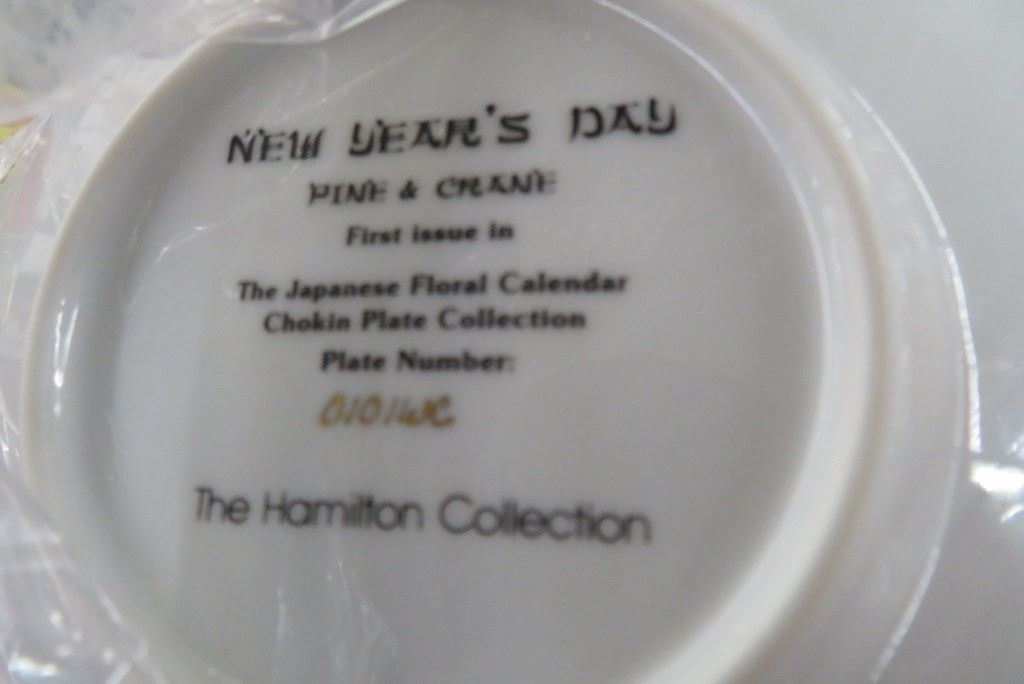 NEW YEAR'S DAY
PINE & CRANE
First issue in
The Japanese Floral Calendar
Chokin Plate Collection
Plate Number:
0101WC
The Hamilton Collection